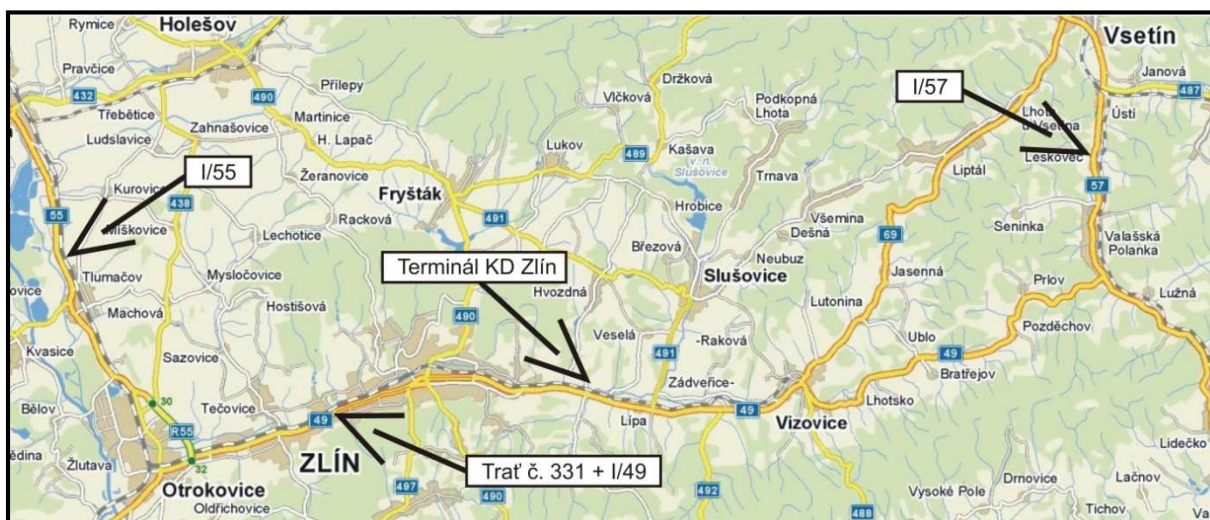 Rymice
Holešov
Pravčice
432
490
Přílepy
Třebětice
Martinice
Zahnašovice
Ludslavice
H. Lapač
Žeranovice
Kurovice
438
I/55
55
Míškovice
Lechotice
Racková
Fryšták
Lukov
489
491
Vlčková
Držková
Kašava
Podkopná
Lhota
v. n.
Slušovice
Trnava
Hrobice
Všemina
Dešná
Neubuz
Březová
Slušovice
Terminál KD Zlín
Hvozdná
Veselá
491
-Raková
Zádveřice-
Tlumačov
Machová
Mysločovice
Hostišová
Sazovice
Kvasice
Bělov
Žlutava
30
R55
32
Tečovice
49
ZLÍN
Otrokovice
Oldřichovice
490
Trať č. 331 + I/49
497
490
492
488
Lípa
49
Vizovice
Lhotsko
Bratřejov
49
Ublo
Lutonina
Jasenná
69
Liptál
Lhota
u Vsetína
Leskovec
I/57
Vsetín
Janová
487
Ústí
57
Seninka
Valašská
Polanka
Prlov
Pozděchov
Lužná
Lidečko
Vysoké Pole
Drnovice
Lačnov
Tichov